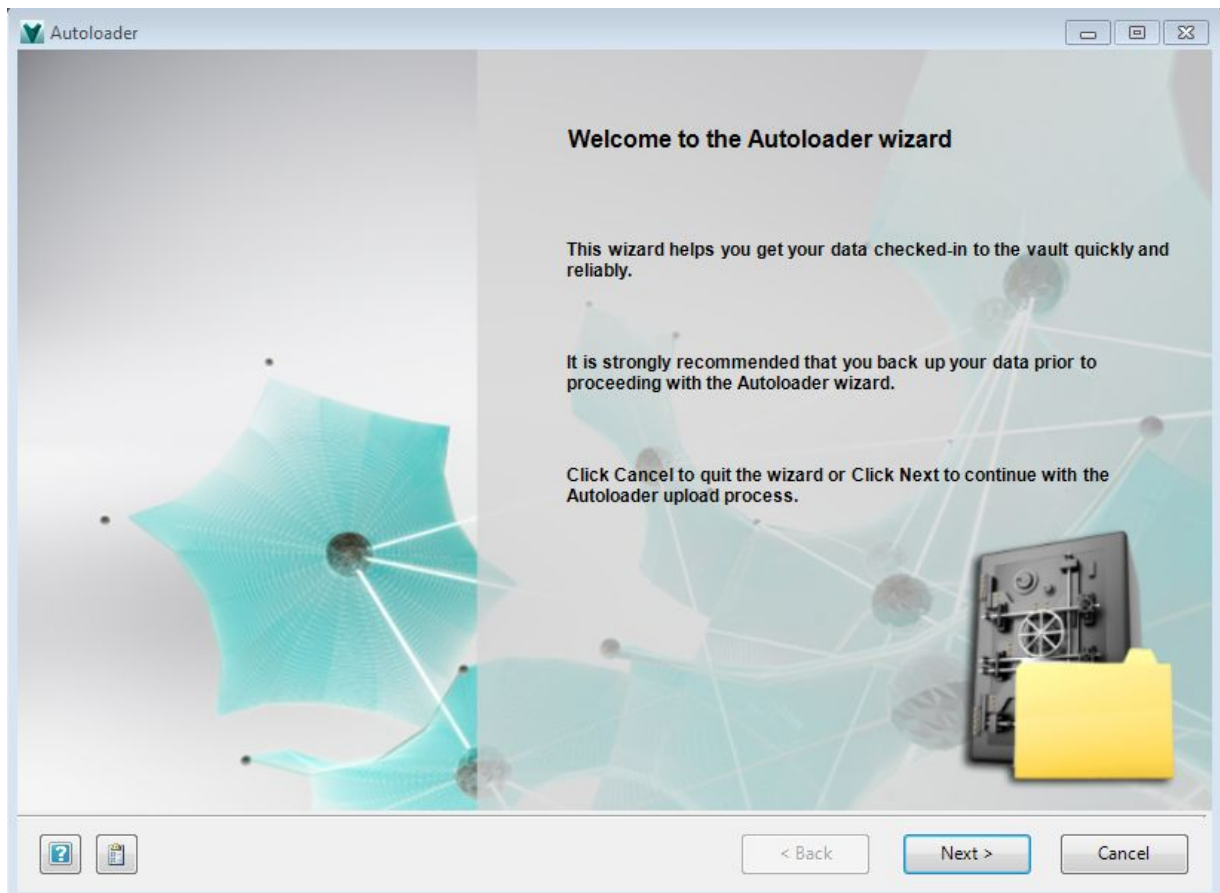 Autoloader
Welcome to the Autoloader wizard
This wizard helps you get your data checked-in to the vault quickly and
reliably.
It is strongly recommended that you back up your data prior to
proceeding with the Autoloader wizard.
Click Cancel to quit the wizard or Click Next to continue with the
Autoloader upload process.
< Back
Next >
Cancel